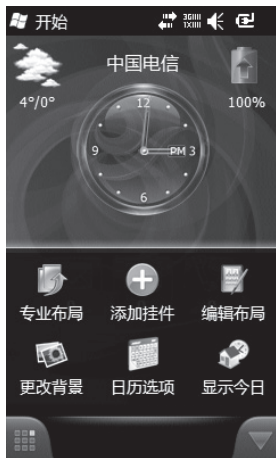 开始 3G 1X
中国电信
4°/0° 100%
12
9 PM 3
6
专业布局 添加挂件 编辑布局
更改背景 日历选项 显示今日